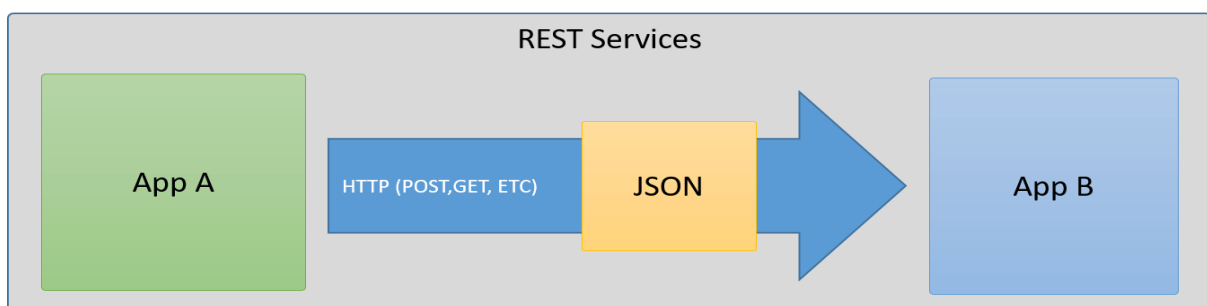 REST Services
App A
HTTP (POST,GET, ETC)
JSON
App B